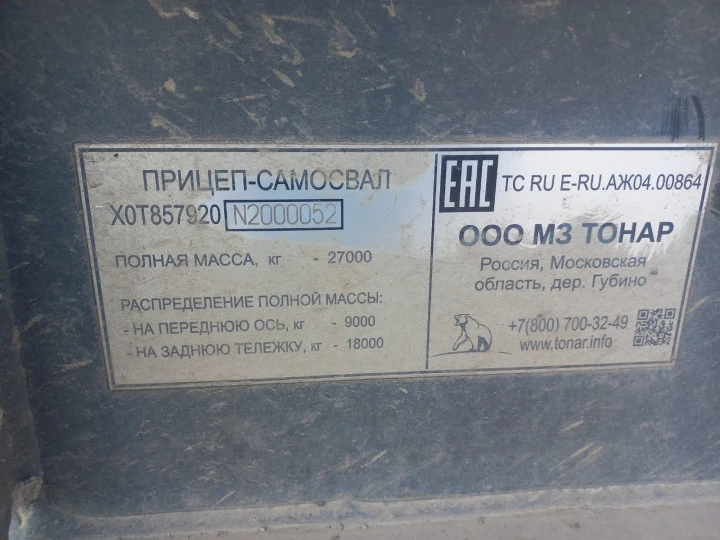 ПРИЦЕП-САМОСВАЛ
X0T857920 N2000052
ПОЛНАЯ МАССА, кг - 27000
РАСПРЕДЕЛЕНИЕ ПОЛНОЙ МАССЫ:
- НА ПЕРЕДНЮЮ ОСЬ, кг - 9000
- НА ЗАДНЮЮ ТЕЛЕЖКУ, кг - 18000
EAC ТС RU E-RU.АЖ04.00864
ООО МЗ ТОНАР
Россия, Московская
область, дер. Губино
+7(800) 700-32-49
www.tonar.info